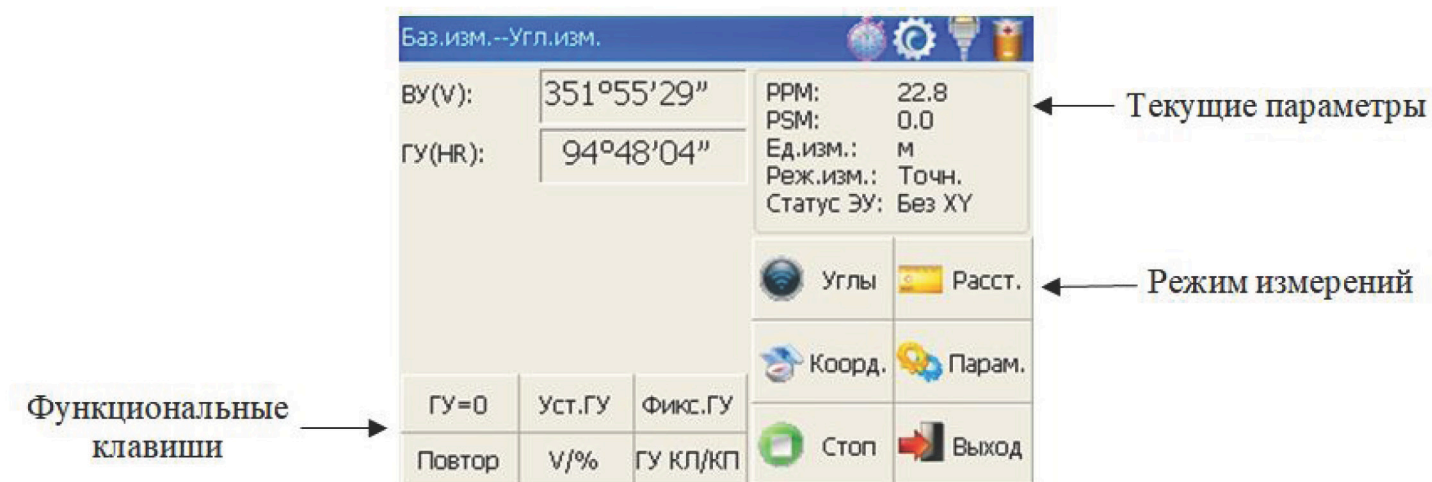 Баз.изм.--Угл.изм.
ВУ(V): 351°55'29"
ГУ(HR): 94°48'04"
PPM: 22.8
PSM: 0.0
Ед.изм.: м
Реж.изм.: Точн.
Статус ЭУ: Без XY
Текущие параметры
Углы Расст.
Режим измерений
Коорд. Парам.
Стоп Выход
Функциональные
клавиши
ГУ=0 Уст.ГУ Фикс.ГУ
Повтор V/% ГУ КЛ/КП